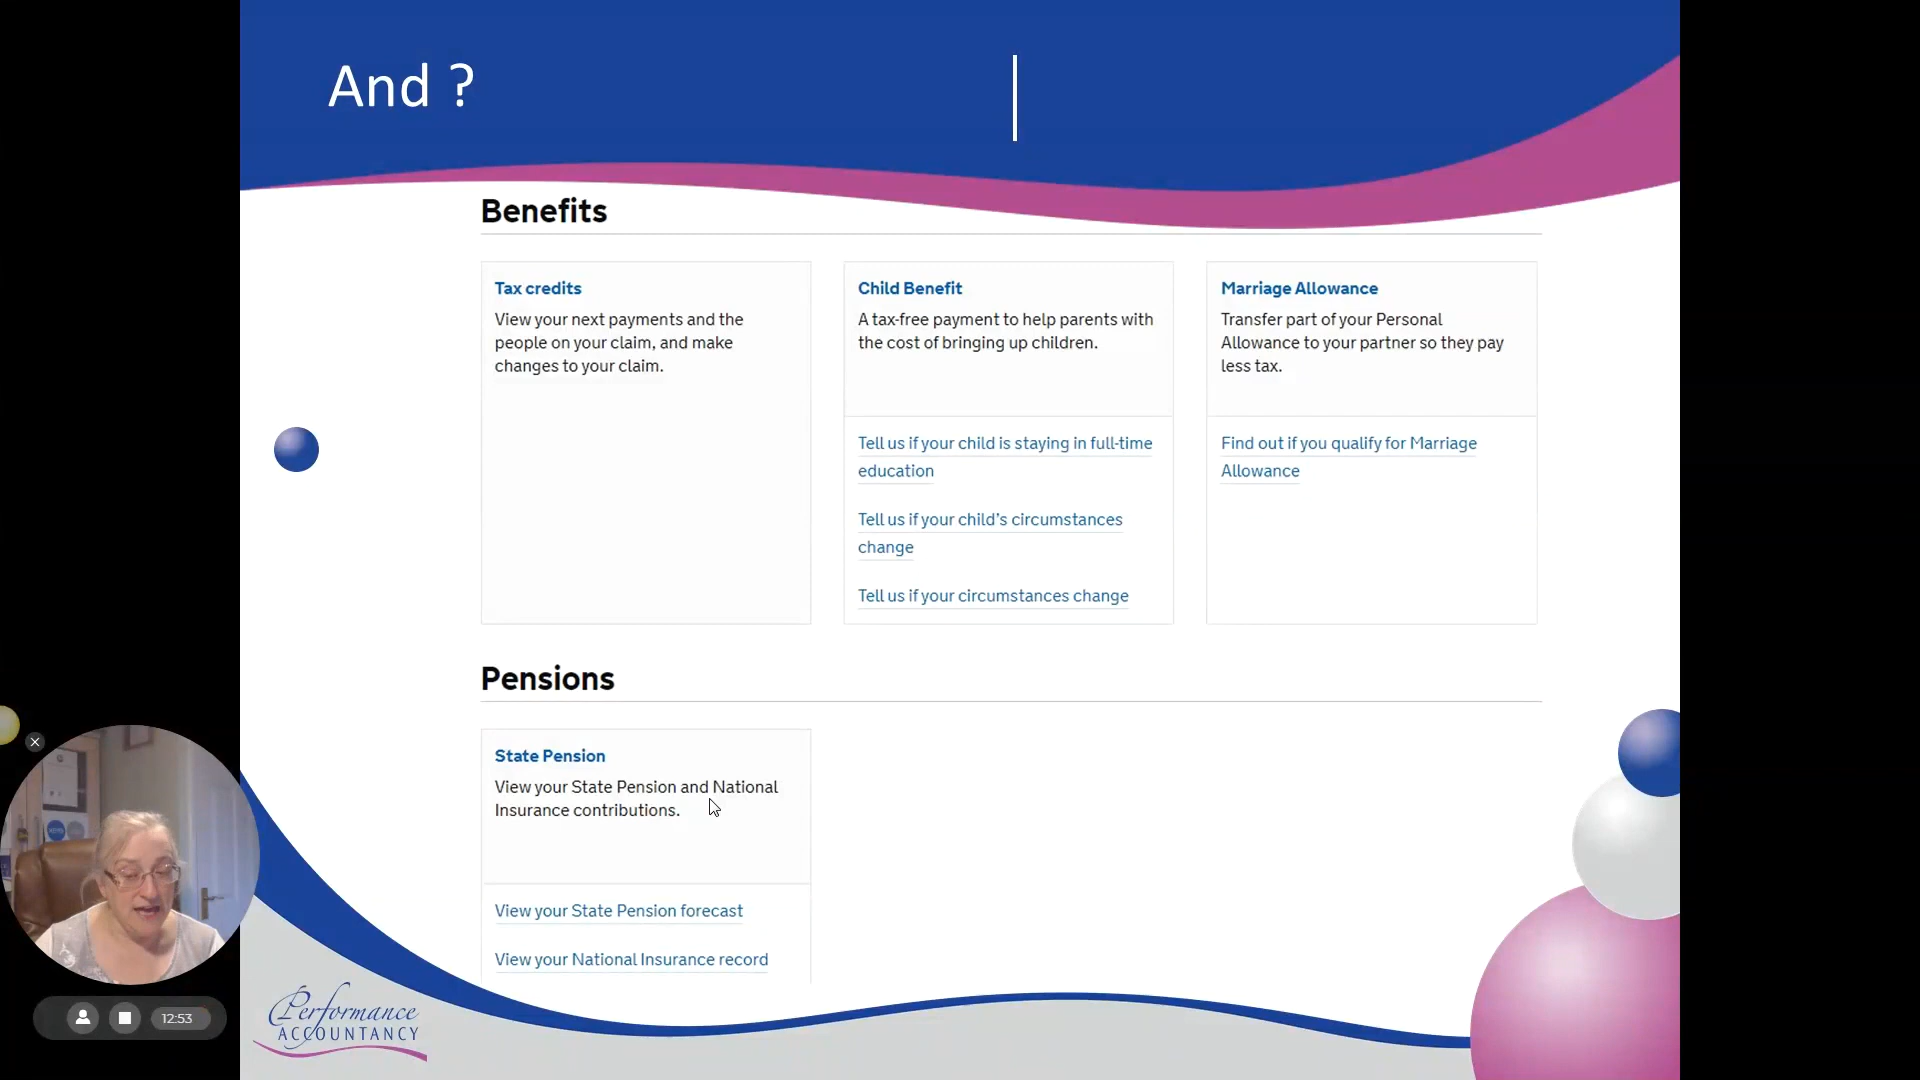 And ?
Benefits
Tax credits
View your next payments and the
people on your claim, and make
changes to your claim.
Child Benefit
A tax-free payment to help parents with
the cost of bringing up children.
Tell us if your child is staying in full-time
education
Tell us if your child’s circumstances
change
Tell us if your circumstances change
Marriage Allowance
Transfer part of your Personal
Allowance to your partner so they pay
less tax.
Find out if you qualify for Marriage
Allowance
Pensions
State Pension
View your State Pension and National
Insurance contributions.
View your State Pension forecast
View your National Insurance record
12:53
Performance
ACCOUNTANCY